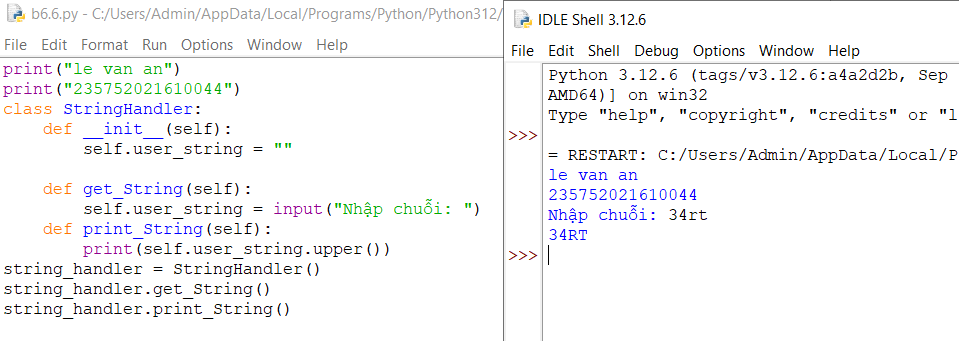 b6.6.py - C:/Users/Admin/AppData/Local/Programs/Python/Python312/
File Edit Format Run Options Window Help
print("le van an")
print("235752021610044")
class StringHandler:
    def __init__(self):
        self.user_string = ""
    def get_String(self):
        self.user_string = input("Nhập chuỗi: ")
    def print_String(self):
        print(self.user_string.upper())
string_handler = StringHandler()
string_handler.get_String()
string_handler.print_String()
IDLE Shell 3.12.6
File Edit Shell Debug Options Window Help
Python 3.12.6 (tags/v3.12.6:a4a2d2b, Sep
AMD64)] on win32
Type "help", "copyright", "credits" or "l
>>>
= RESTART: C:/Users/Admin/AppData/Local/P
le van an
235752021610044
Nhập chuỗi: 34rt
34RT
>>>